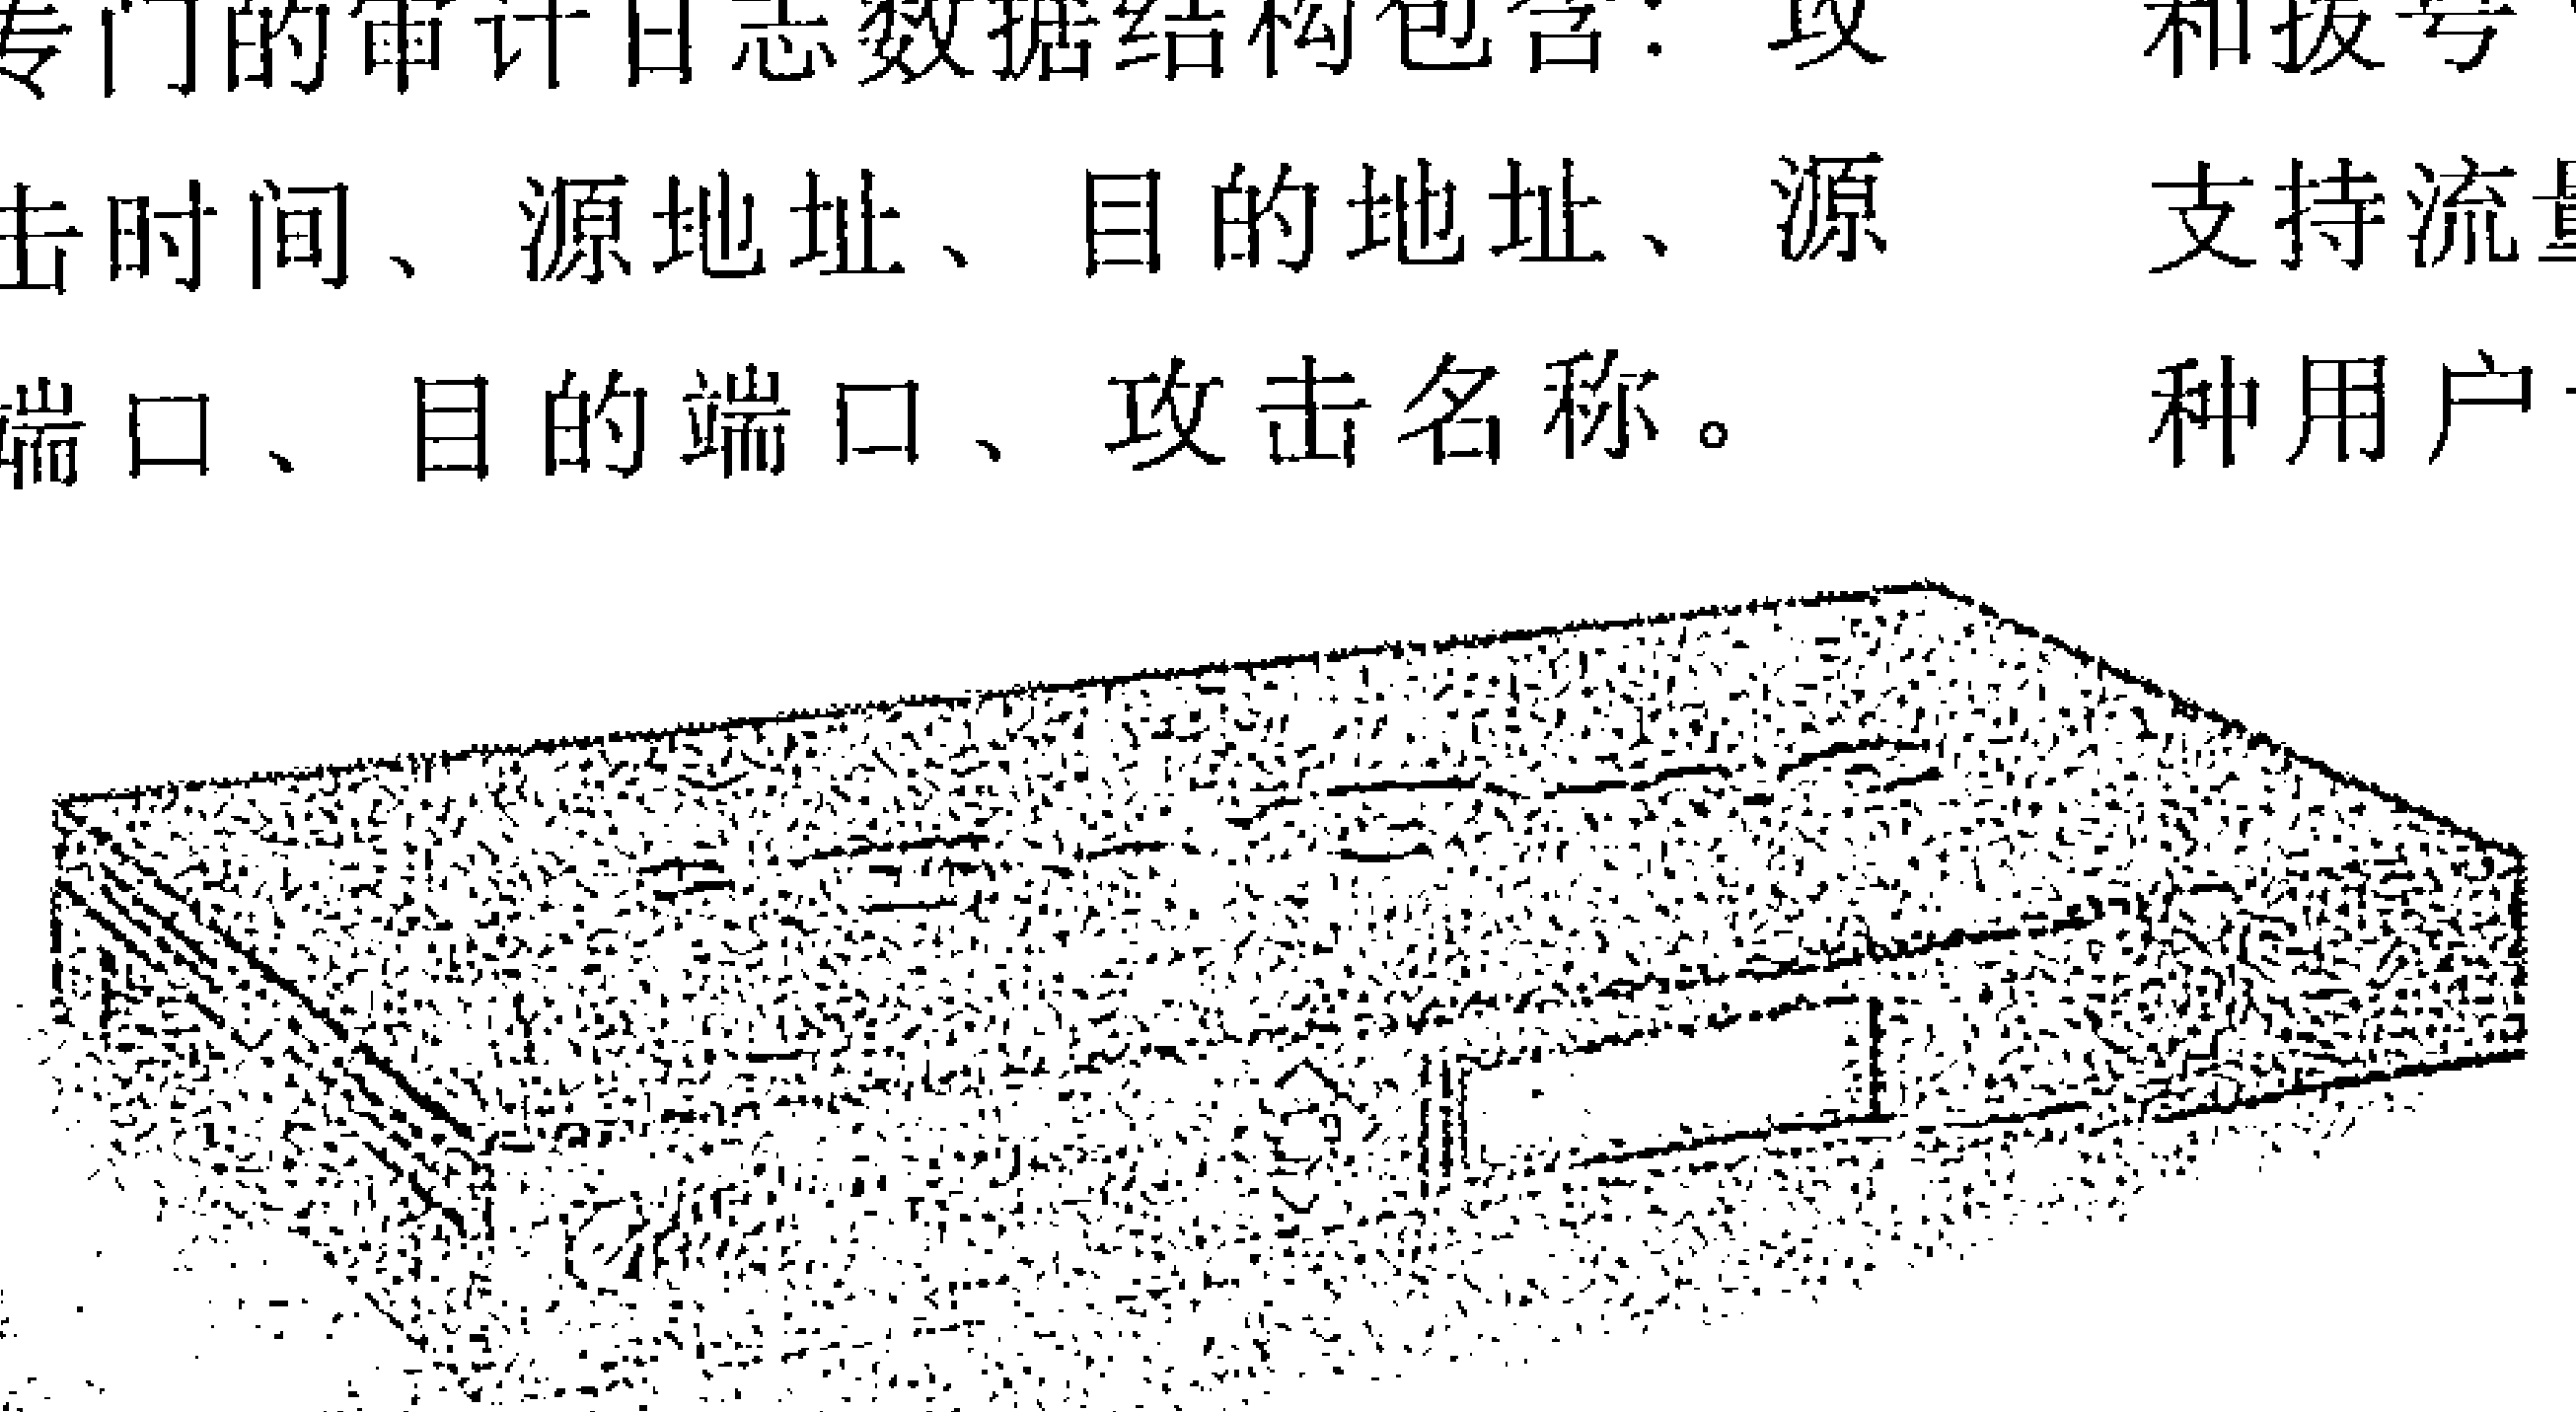 专门的审计日志数据结构包含：攻
击时间、源地址、目的地址、源
端口、目的端口、攻击名称。
和拨号
支持流量
种用户